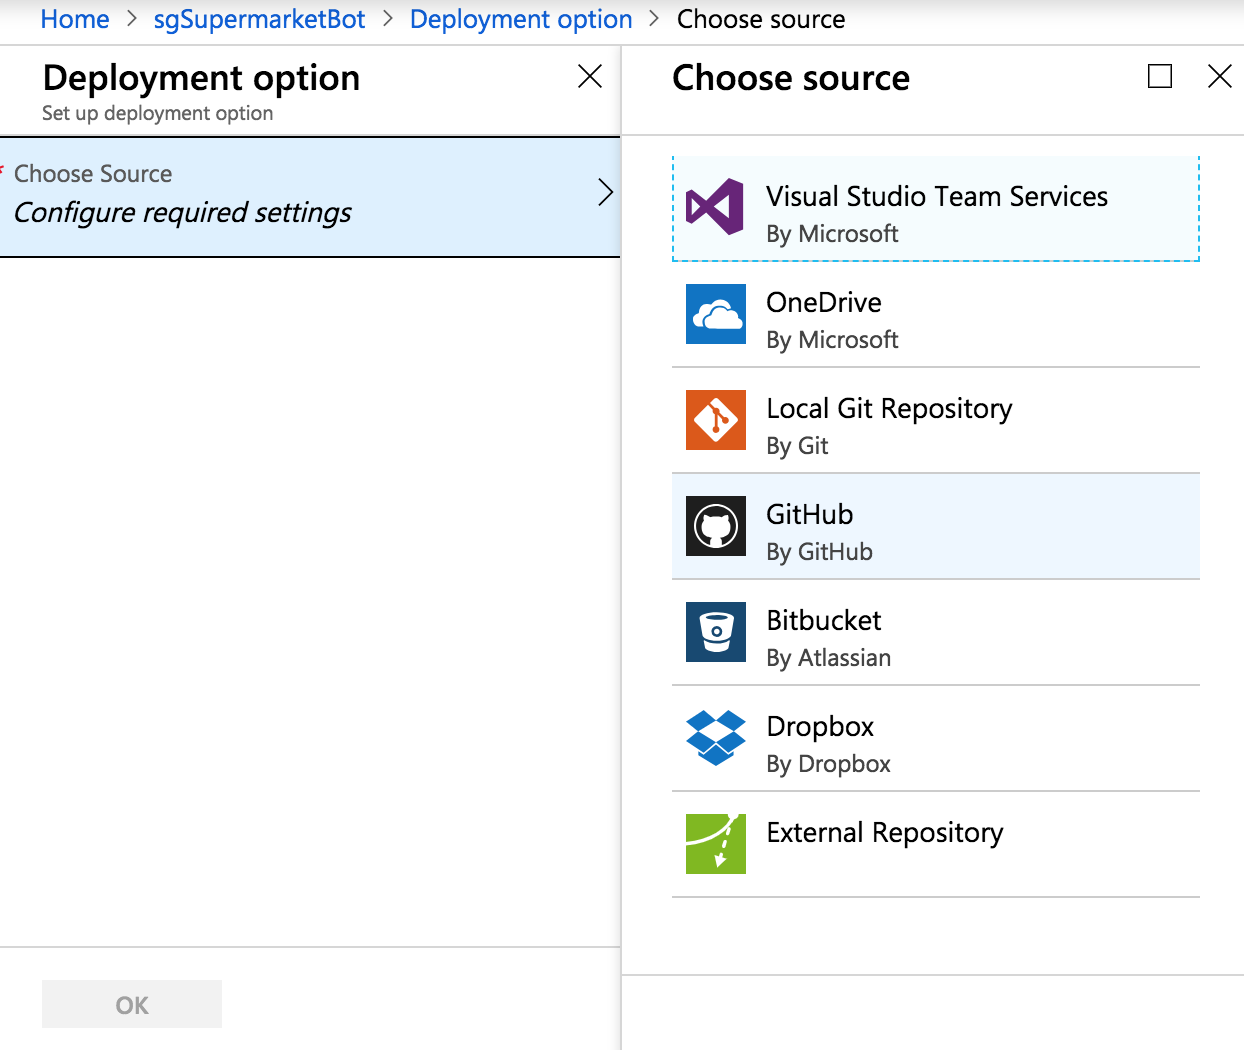 Home > sgSupermarketBot > Deployment option > Choose source
Deployment option
Set up deployment option
* Choose Source
Configure required settings
OK
Choose source
Visual Studio Team Services
By Microsoft
OneDrive
By Microsoft
Local Git Repository
By Git
GitHub
By GitHub
Bitbucket
By Atlassian
Dropbox
By Dropbox
External Repository